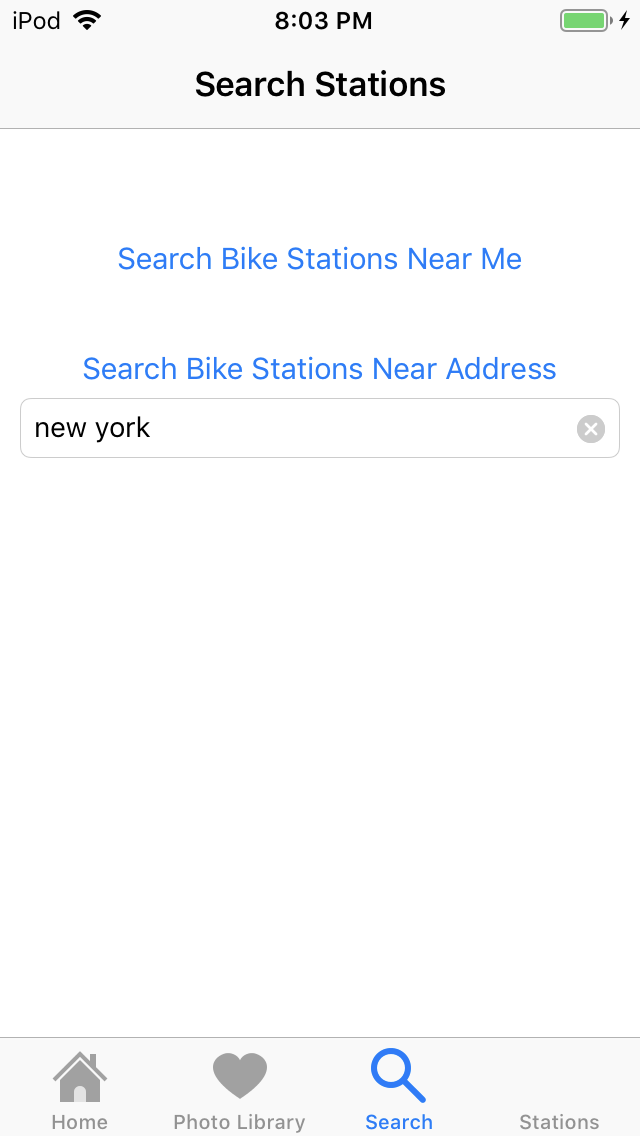 iPod 8:03 PM
Search Stations
Search Bike Stations Near Me
Search Bike Stations Near Address
new york
Home Photo Library Search Stations